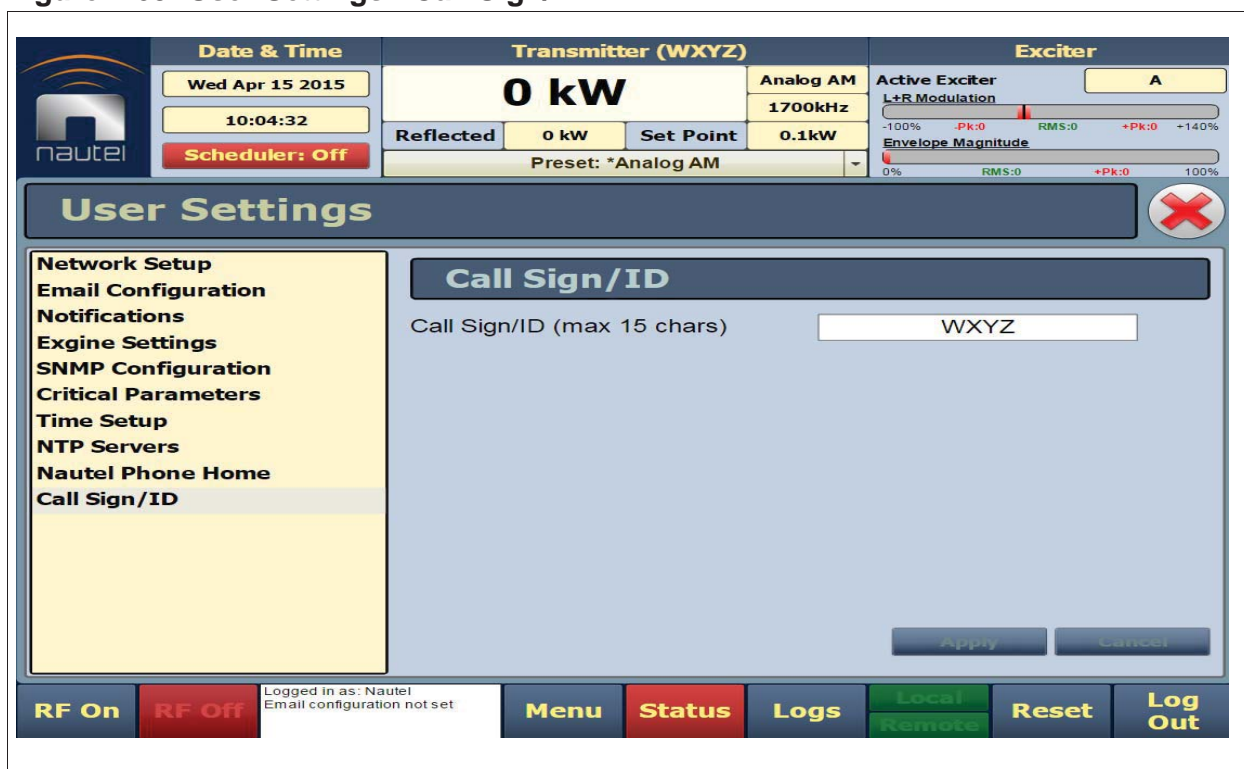 Date & Time
Wed Apr 15 2015
10:04:32
Scheduler: Off
nautel
Transmitter (WXYZ)
0 kW
Analog AM
1700kHz
Reflected 0 kW Set Point 0.1kW
Preset: *Analog AM
Exciter
Active Exciter A
L+R Modulation
-100% -Pk:0 RMS:0 +Pk:0 +140%
Envelope Magnitude
0% RMS:0 +Pk:0 100%
User Settings
Network Setup
Email Configuration
Notifications
Exgine Settings
SNMP Configuration
Critical Parameters
Time Setup
NTP Servers
Nautel Phone Home
Call Sign/ID
Call Sign/ID
Call Sign/ID (max 15 chars) WXYZ
Apply Cancel
RF On
RF Off
Logged in as: Nautel
Email configuration not set
Menu
Status
Logs
Local
Remote
Reset
Log
Out